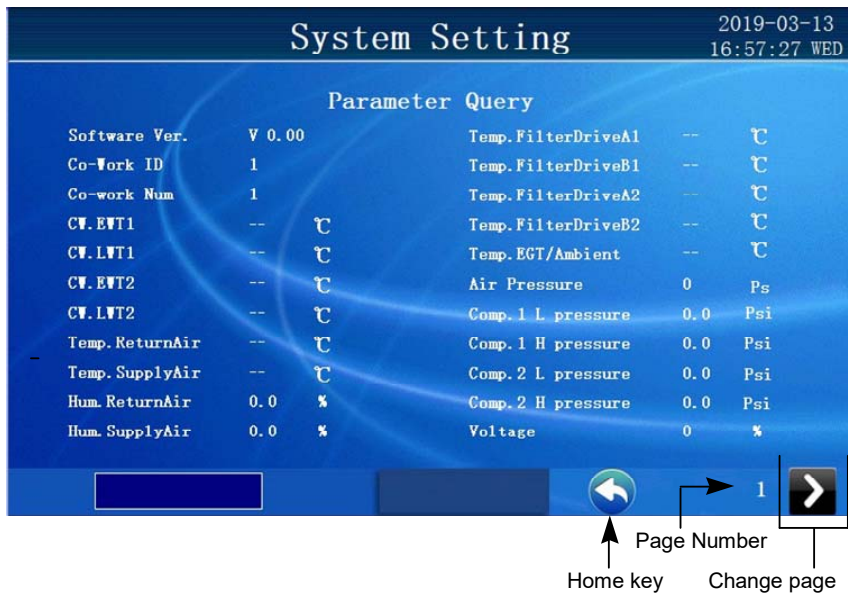 System Setting
2019-03-13
16:57:27 WED
Parameter Query
Software Ver. V 0.00
Co-Work ID 1
Co-work Num 1
CW.EWT1 -- ℃
CW.LWT1 -- ℃
CW.EWT2 -- ℃
CW.LWT2 -- ℃
Temp.ReturnAir -- ℃
Temp.SupplyAir -- ℃
Hum.ReturnAir 0.0 %
Hum.SupplyAir 0.0 %
Temp.FilterDriveA1 -- ℃
Temp.FilterDriveB1 -- ℃
Temp.FilterDriveA2 -- ℃
Temp.FilterDriveB2 -- ℃
Temp.EGT/Ambient -- ℃
Air Pressure 0 Ps
Comp.1 L pressure 0.0 Psi
Comp.1 H pressure 0.0 Psi
Comp.2 L pressure 0.0 Psi
Comp.2 H pressure 0.0 Psi
Voltage 0 %
1
Page Number
Home key
Change page